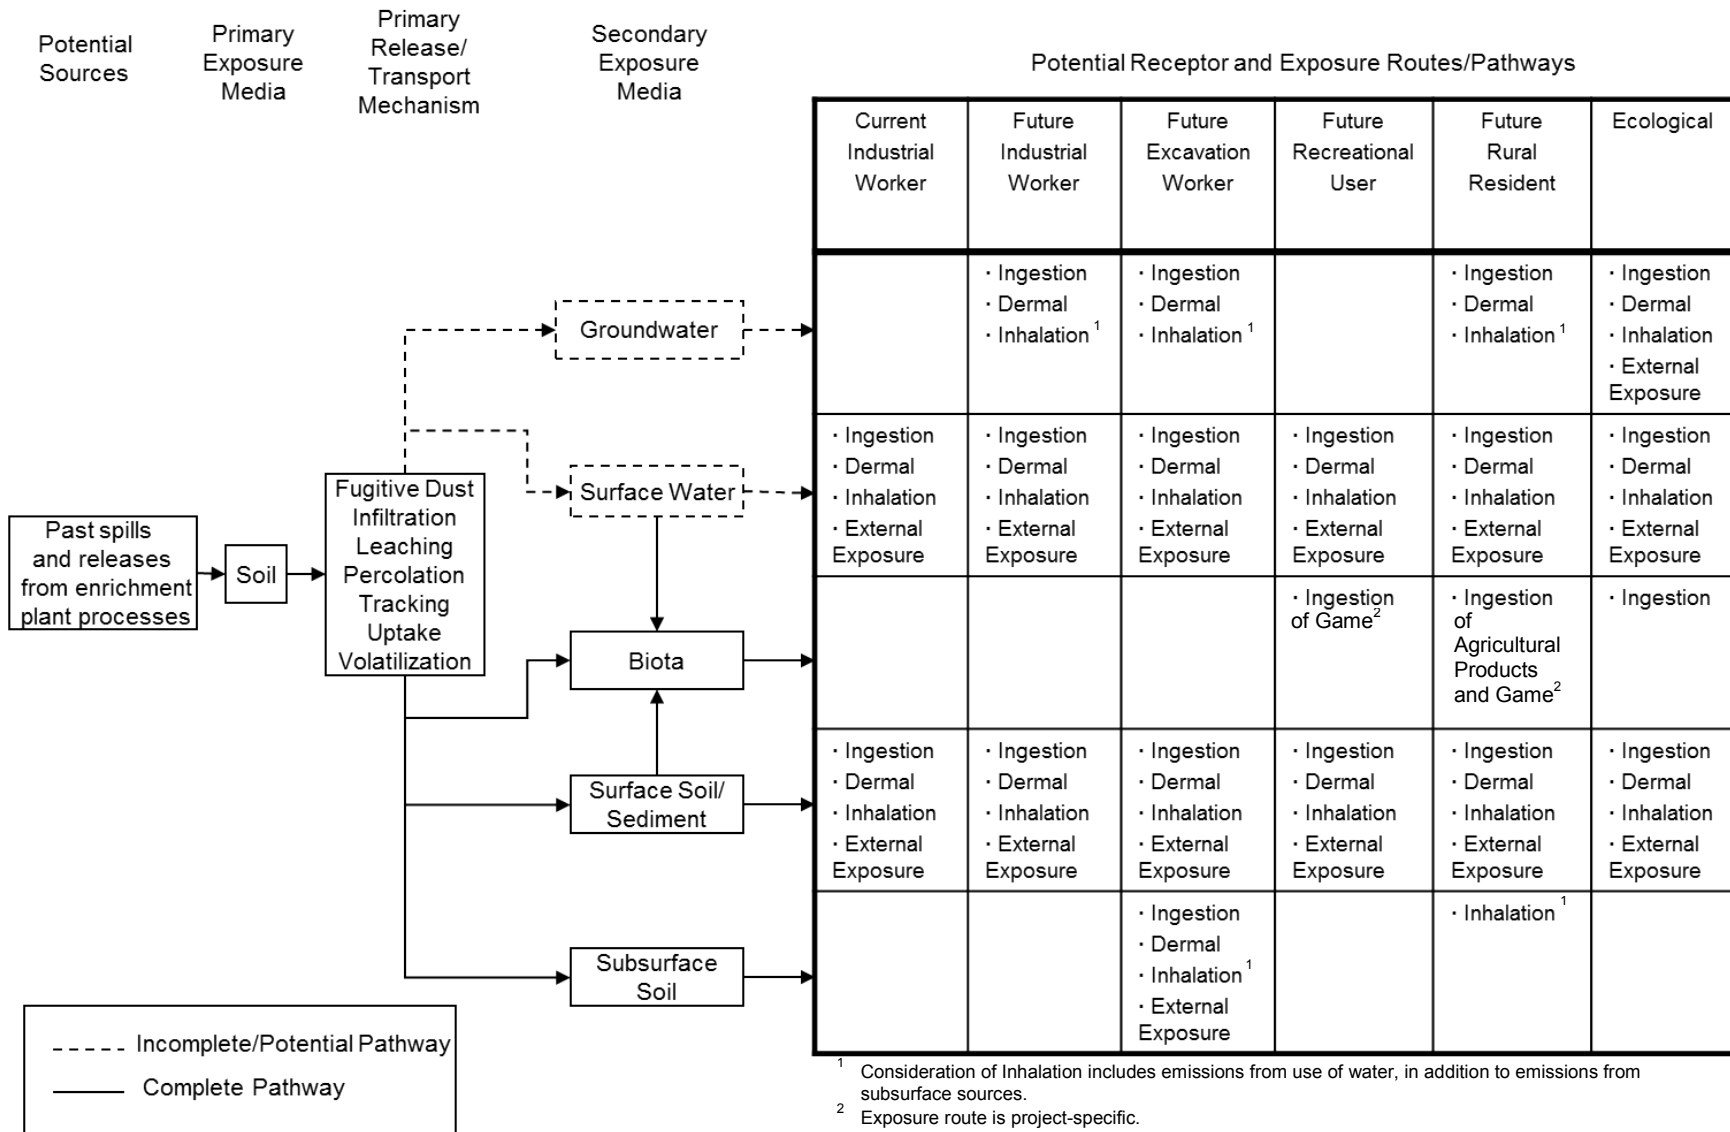 Potential
Sources
Primary
Exposure
Media
Primary
Release/
Transport
Mechanism
Secondary
Exposure
Media
Potential Receptor and Exposure Routes/Pathways
Current
Industrial
Worker
Future
Industrial
Worker
Future
Excavation
Worker
Future
Recreational
User
Future
Rural
Resident
Ecological
Past spills
and releases
from enrichment
plant processes
Soil
Fugitive Dust
Infiltration
Leaching
Percolation
Tracking
Uptake
Volatilization
Groundwater
· Ingestion
· Dermal
· Inhalation 1
· Ingestion
· Dermal
· Inhalation 1
· Ingestion
· Dermal
· Inhalation 1
· Ingestion
· Dermal
· Inhalation
· External
Exposure
Surface Water
· Ingestion
· Dermal
· Inhalation
· External
Exposure
· Ingestion
· Dermal
· Inhalation
· External
Exposure
· Ingestion
· Dermal
· Inhalation
· External
Exposure
· Ingestion
· Dermal
· Inhalation
· External
Exposure
· Ingestion
· Dermal
· Inhalation
· External
Exposure
· Ingestion
· Dermal
· Inhalation
· External
Exposure
Biota
· Ingestion
of Game2
· Ingestion
of
Agricultural
Products
and Game2
· Ingestion
Surface Soil/
Sediment
· Ingestion
· Dermal
· Inhalation
· External
Exposure
· Ingestion
· Dermal
· Inhalation
· External
Exposure
· Ingestion
· Dermal
· Inhalation
· External
Exposure
· Ingestion
· Dermal
· Inhalation
· External
Exposure
· Ingestion
· Dermal
· Inhalation
· External
Exposure
· Ingestion
· Dermal
· Inhalation
· External
Exposure
Subsurface
Soil
· Ingestion
· Dermal
· Inhalation 1
· External
Exposure
· Inhalation 1
Incomplete/Potential Pathway
Complete Pathway
1 Consideration of Inhalation includes emissions from use of water, in addition to emissions from
subsurface sources.
2 Exposure route is project-specific.